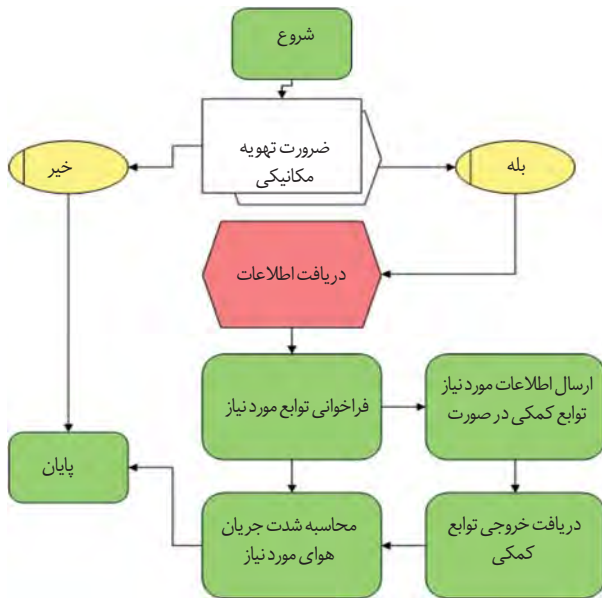 شروع
ضرورت تهویه
مکانیکی
بله
خیر
دریافت اطلاعات
فراخوانی توابع مورد نیاز
ارسال اطلاعات مورد نیاز
توابع کمکی در صورت
دریافت خروجی توابع
کمکی
محاسبه شدت جریان
هوای مورد نیاز
پایان